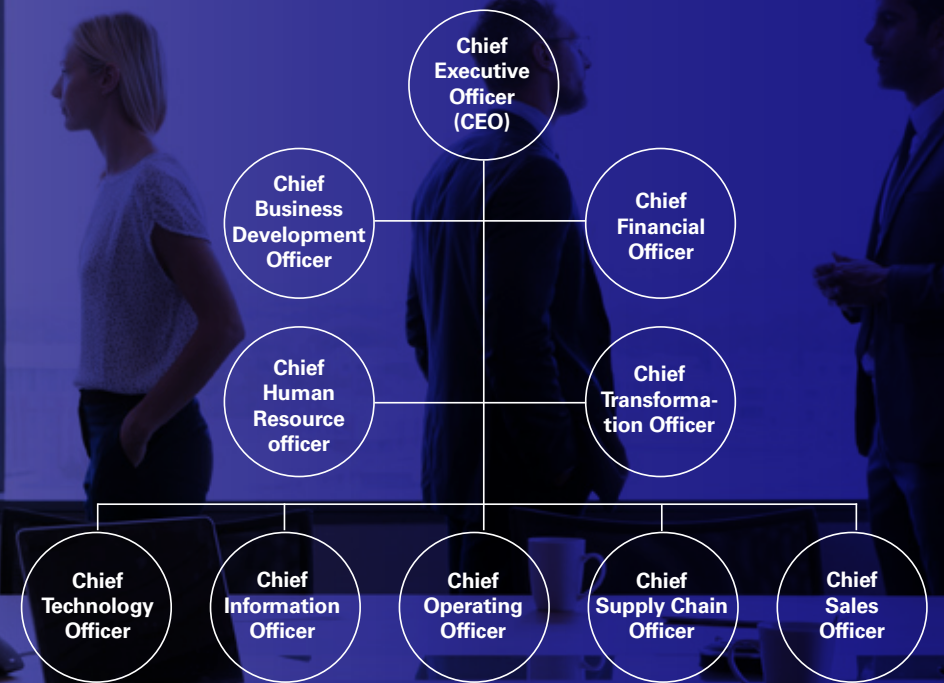 Chief
Executive
Officer
(CEO)
Chief
Business
Development
Officer
Chief
Financial
Officer
Chief
Human
Resource
officer
Chief
Transforma-
tion Officer
Chief
Technology
Officer
Chief
Information
Officer
Chief
Operating
Officer
Chief
Supply Chain
Officer
Chief
Sales
Officer